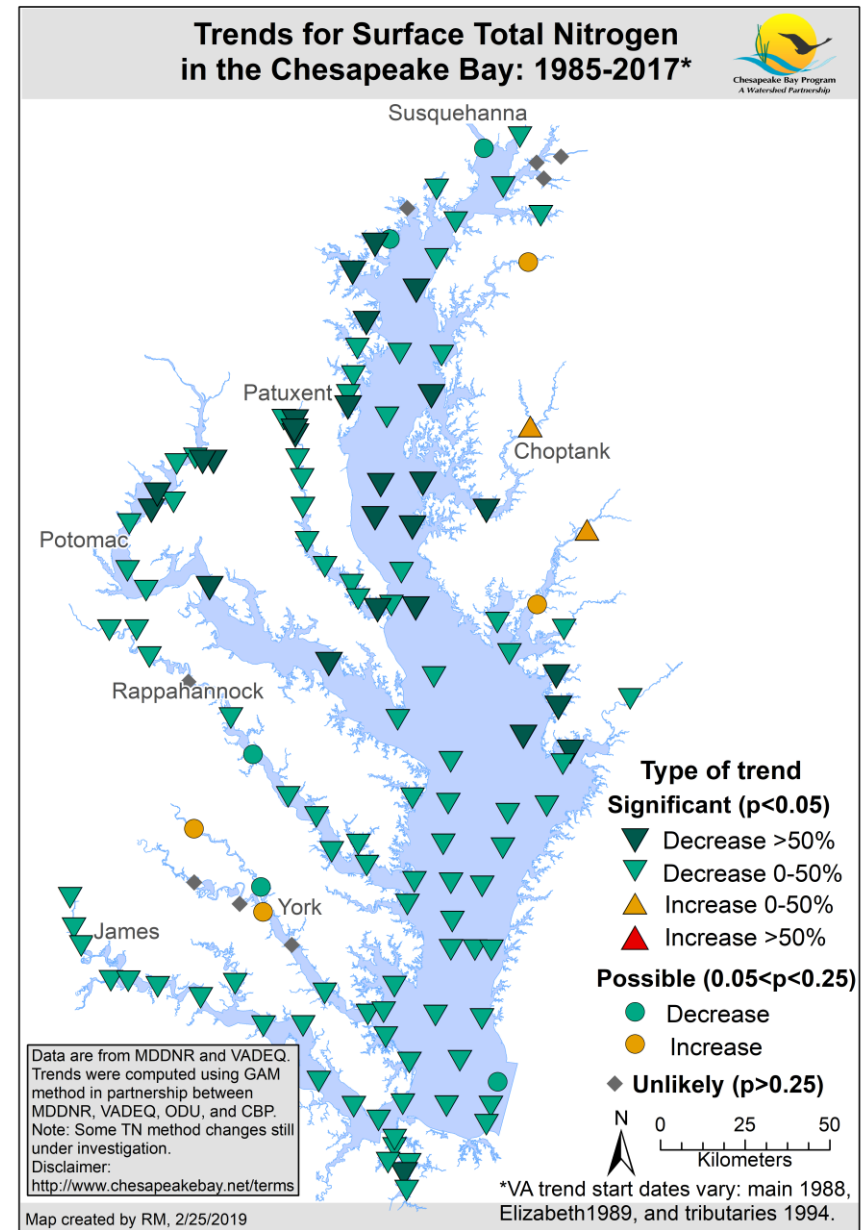 Trends for Surface Total Nitrogen
in the Chesapeake Bay: 1985-2017*
Chesapeake Bay Program
A Watershed Partnership
Susquehanna
Patuxent
Choptank
Potomac
Rappahannock
York
James
Type of trend
Significant (p<0.05)
Decrease >50%
Decrease 0-50%
Increase 0-50%
Increase >50%
Possible (0.05<p<0.25)
Decrease
Increase
Unlikely (p>0.25)
N
0 25 50
Kilometers
Data are from MDDNR and VADEQ.
Trends were computed using GAM
method in partnership between
MDDNR, VADEQ, ODU, and CBP.
Note: Some TN method changes still
under investigation.
Disclaimer:
http://www.chesapeakebay.net/terms
*VA trend start dates vary: main 1988,
Elizabeth1989, and tributaries 1994.
Map created by RM, 2/25/2019